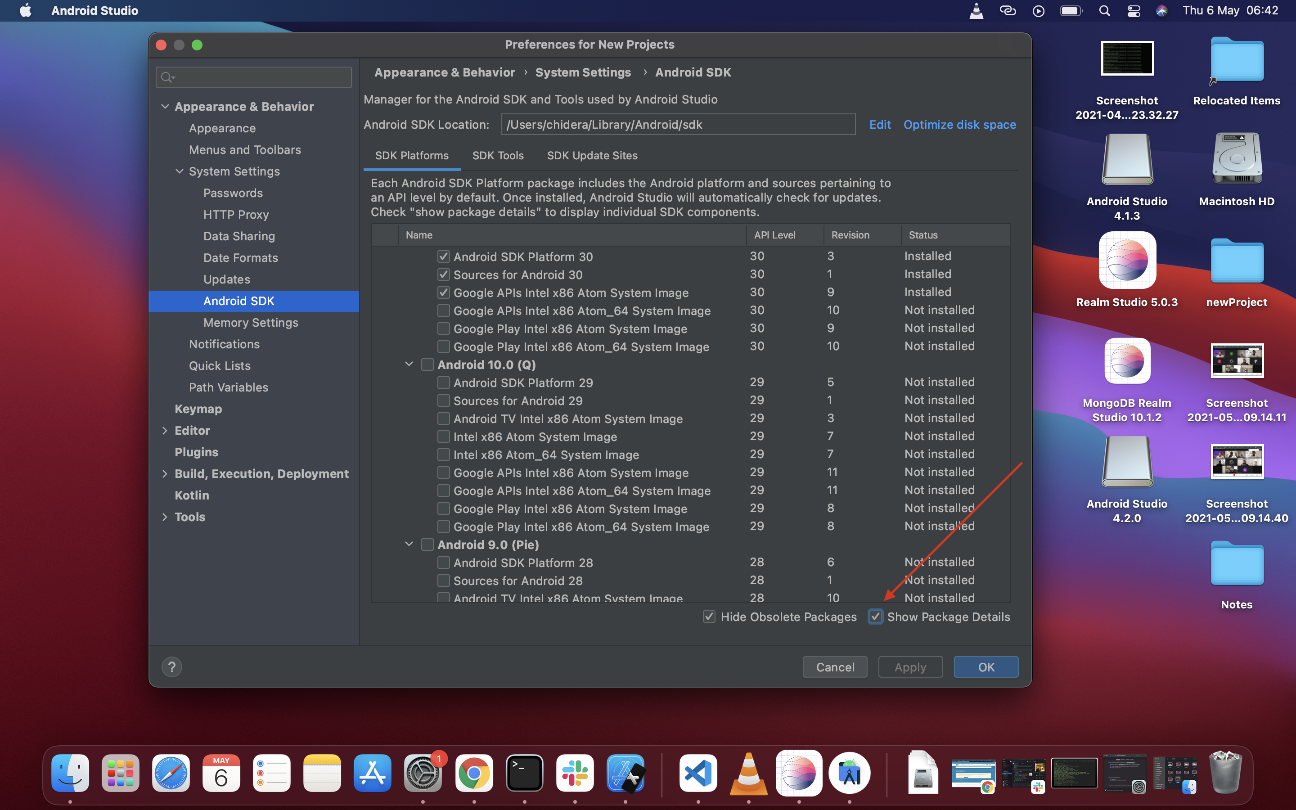 Android Studio
Thu 6 May 06:42
Preferences for New Projects
Appearance & Behavior
Appearance
Menus and Tolbars
System Settings
Passwords
HTTP Proxy
Data Sharing
Date Formats
Updates
Android SDK
Memory Settings
Notifications
Quick Lists
Path Variables
Keymap
Editor
Plugins
Build, Execution, Deployment
Kotlin
Tools
Appearance & Behavior › System Settings › Android SDK
Manager for the Android SDK and Tools used by Android Studio
Android SDK Location: /Users/chidera/Library/Android/sdk Edit Optimize disk space
SDK Platforms SDK Tools SDK Update Sites
Each Android SDK Platform package includes the Android platform and sources pertaining to
an API level by default. Once installed, Android Studio will automatically check for updates.
Check "show package details" to display individual SDK components.
Name API Level Revision Status
Android SDK Platform 30 30 3 Installed
Sources for Android 30 30 1 Installed
Google APIs Intel x86 Atom System Image 30 9 Installed
Google APIs Intel x86 Atom_64 System Image 30 10 Not installed
Google Play Intel x86 Atom System Image 30 9 Not installed
Google Play Intel x86 Atom_64 System Image 30 10 Not installed
Android 10.0 (Q)
Android SDK Platform 29 29 5 Not installed
Sources for Android 29 29 1 Not installed
Android TV Intel x86 Atom System Image 29 3 Not installed
Intel x86 Atom System Image 29 7 Not installed
Intel x86 Atom_64 System Image 29 7 Not installed
Google APIs Intel x86 Atom System Image 29 11 Not installed
Google APIs Intel x86 Atom_64 System Image 29 11 Not installed
Google Play Intel x86 Atom System Image 29 8 Not installed
Google Play Intel x86 Atom_64 System Image 29 8 Not installed
Android 9.0 (Pie)
Android SDK Platform 28 28 6 Not installed
Sources for Android 28 28 1 Not installed
Android TV Intel x86 Atom System Image 28 10 Not installed
Hide Obsolete Packages Show Package Details
? Cancel Apply OK
Screenshot
2021-04...23.32.27
Relocated Items
Android Studio
4.1.3
Macintosh HD
Realm Studio 5.0.3
newProject
MongoDB Realm
Studio 10.1.2
Screenshot
2021-05...09.14.11
Android Studio
4.2.0
Screenshot
2021-05...09.14.40
Notes
MAY
6
1